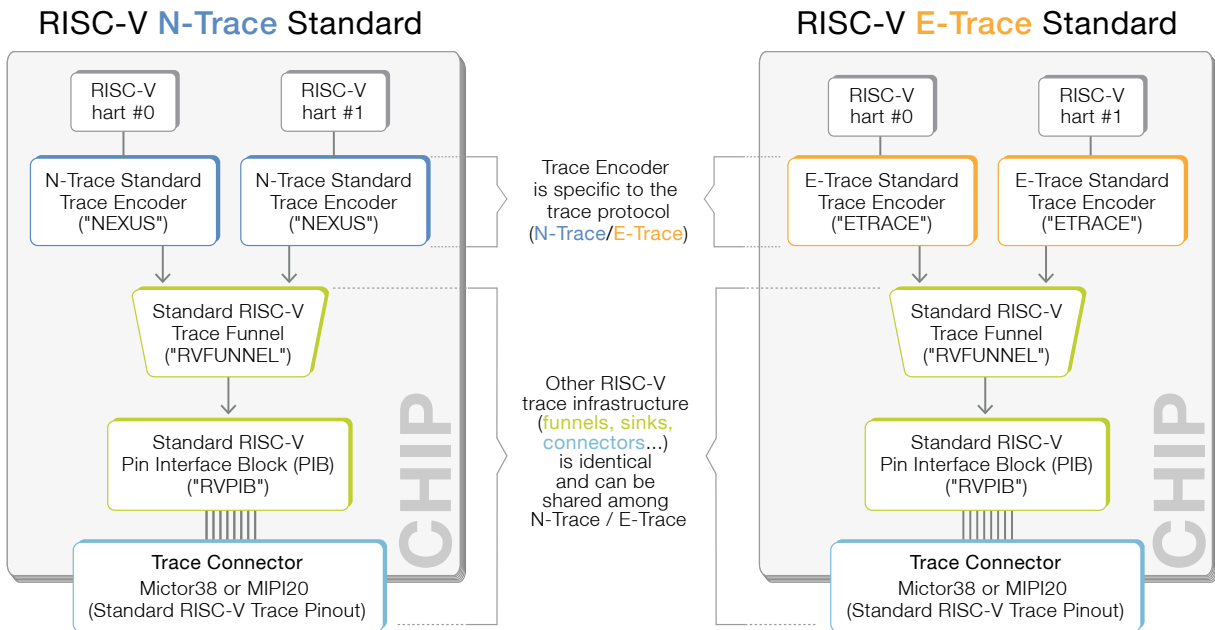 RISC-V N-Trace Standard
RISC-V
hart #0
RISC-V
hart #1
N-Trace Standard
Trace Encoder
("NEXUS")
N-Trace Standard
Trace Encoder
("NEXUS")
Standard RISC-V
Trace Funnel
("RVFUNNEL")
Standard RISC-V
Pin Interface Block (PIB)
("RVPIB")
CHIP
Trace Connector
Mictor38 or MIPI20
(Standard RISC-V Trace Pinout)
Trace Encoder
is specific to the
trace protocol
(N-Trace/E-Trace)
Other RISC-V
trace infrastructure
(funnels, sinks,
connectors...)
is identical
and can be
shared among
N-Trace / E-Trace
RISC-V E-Trace Standard
RISC-V
hart #0
RISC-V
hart #1
E-Trace Standard
Trace Encoder
("ETRACE")
E-Trace Standard
Trace Encoder
("ETRACE")
Standard RISC-V
Trace Funnel
("RVFUNNEL")
Standard RISC-V
Pin Interface Block (PIB)
("RVPIB")
CHIP
Trace Connector
Mictor38 or MIPI20
(Standard RISC-V Trace Pinout)